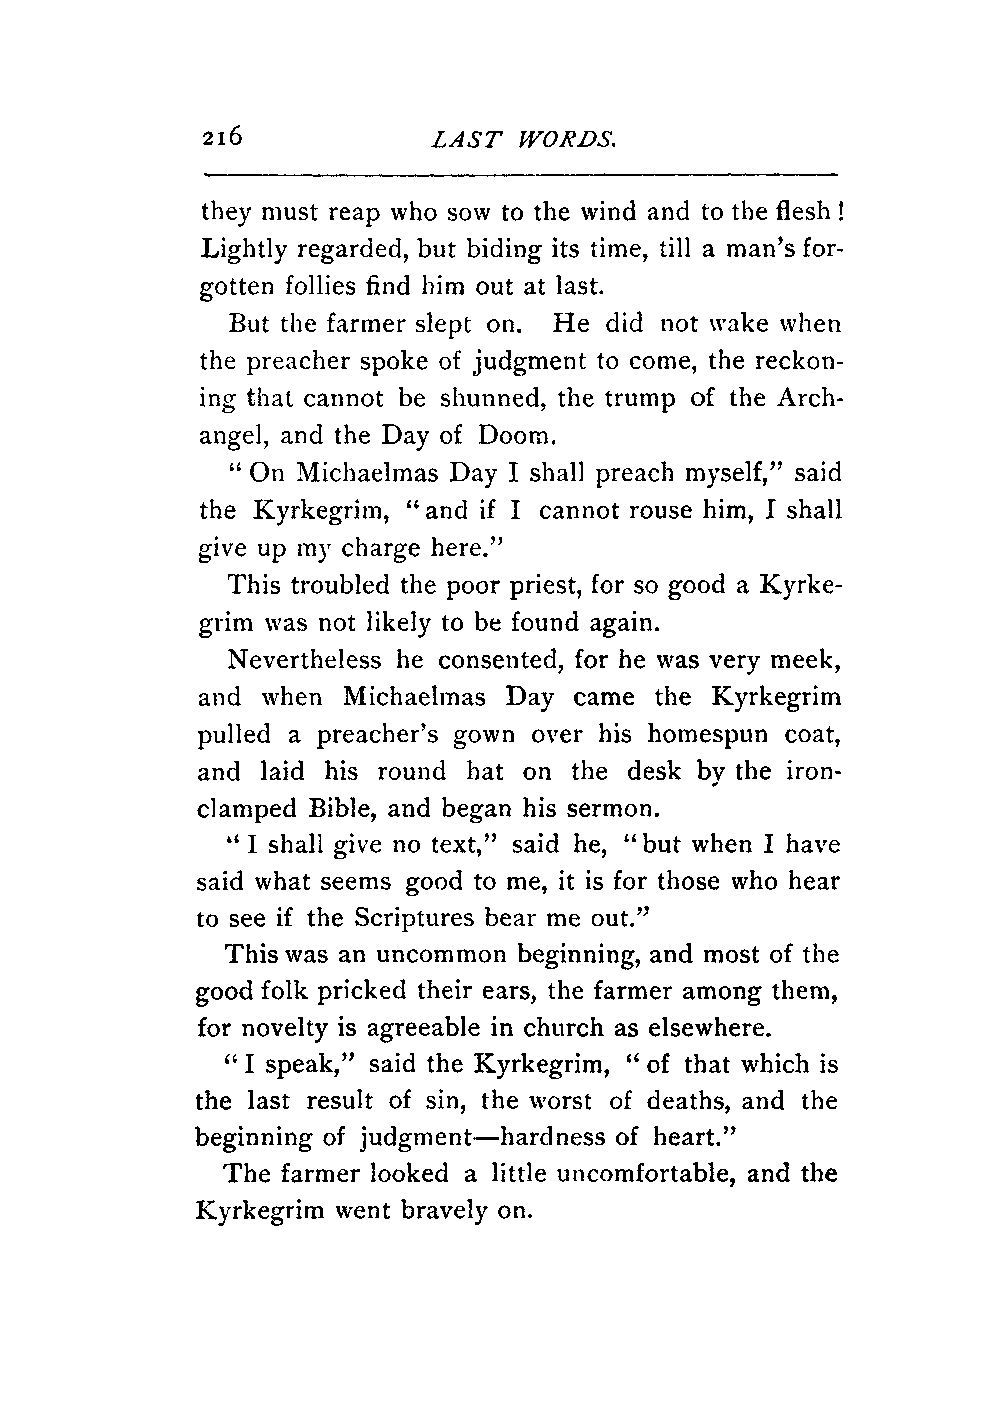 216 LAST WORDS.
they must reap who sow to the wind and to the flesh!
Lightly regarded, but biding its time, till a man's for-
gotten follies find him out at last.
But the farmer slept on. He did not wake when
the preacher spoke of judgment to come, the reckon-
ing that cannot be shunned, the trump of the Arch-
angel, and the Day of Doom.
"On Michaelmas Day I shall preach myself," said
the Kyrkegrim, "and if I cannot rouse him, I shall
give up my charge here."
This troubled the poor priest, for so good a Kyrke-
grim was not likely to be found again.
Nevertheless he consented, for he was very meek,
and when Michaelmas Day came the Kyrkegrim
pulled a preacher's gown over his homespun coat,
and laid his round hat on the desk by the iron-
clamped Bible, and began his sermon.
"I shall give no text," said he, "but when I have
said what seems good to me, it is for those who hear
to see if the Scriptures bear me out."
This was an uncommon beginning, and most of the
good folk pricked their ears, the farmer among them,
for novelty is agreeable in church as elsewhere.
"I speak," said the Kyrkegrim, "of that which is
the last result of sin, the worst of deaths, and the
beginning of judgment—hardness of heart."
The farmer looked a little uncomfortable, and the
Kyrkegrim went bravely on.